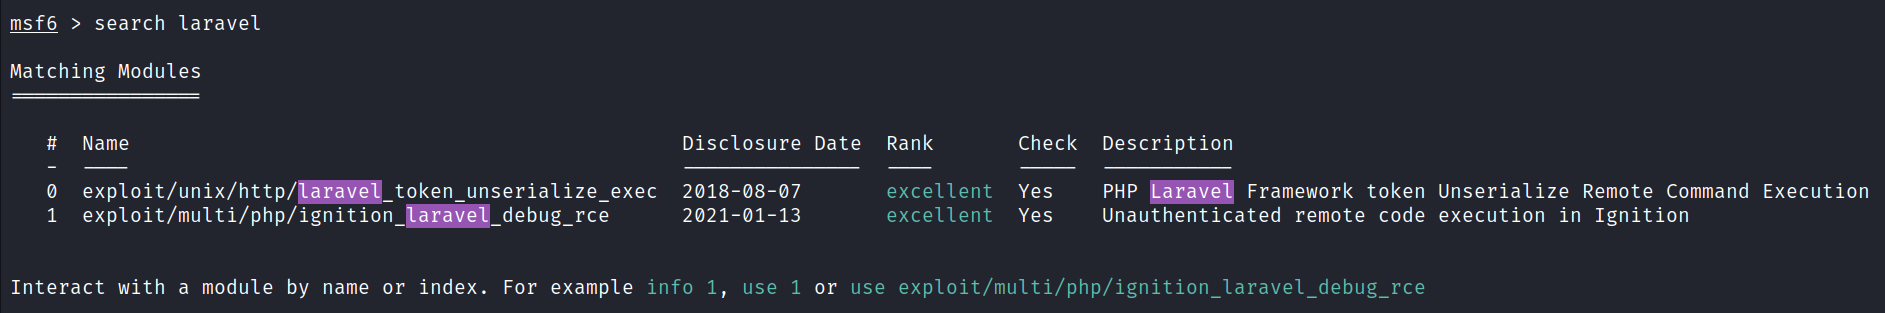 msf6 > search laravel
Matching Modules
================
#  Name                                              Disclosure Date  Rank       Check  Description
-  ----                                              ---------------  ----       -----  -----------
0  exploit/unix/http/laravel_token_unserialize_exec  2018-08-07       excellent  Yes    PHP Laravel Framework token Unserialize Remote Command Execution
1  exploit/multi/php/ignition_laravel_debug_rce      2021-01-13       excellent  Yes    Unauthenticated remote code execution in Ignition
Interact with a module by name or index. For example info 1, use 1 or use exploit/multi/php/ignition_laravel_debug_rce